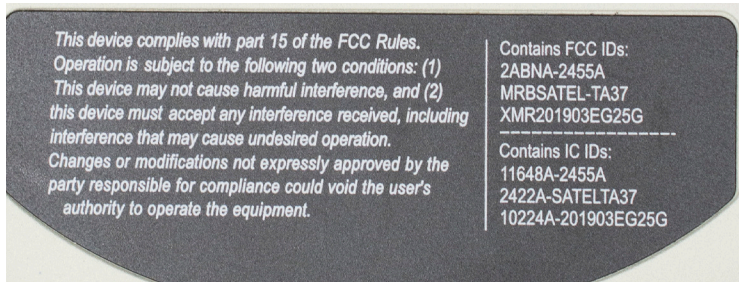 This device complies with part 15 of the FCC Rules.
Operation is subject to the following two conditions: (1)
This device may not cause harmful interference, and (2)
this device must accept any interference received, including
interference that may cause undesired operation.
Changes or modifications not expressly approved by the
party responsible for compliance could void the user's
authority to operate the equipment.
Contains FCC IDs:
2ABNA-2455A
MRBSATEL-TA37
XMR201903EG25G
Contains IC IDs:
11648A-2455A
2422A-SATELTA37
10224A-201903EG25G